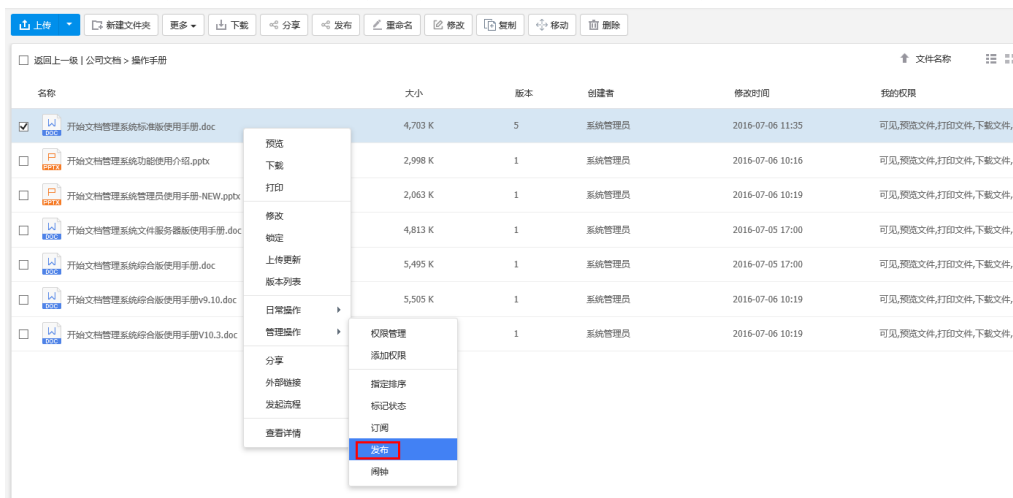 上传 新建文件夹 更多 下载 分享 发布 重命名 修改 复制 移动 删除
返回上一级 | 公司文档 > 操作手册 文件名称
名称 大小 版本 创建者 修改时间 我的权限
DOC 开始文档管理系统标准版使用手册.doc 4,703 K 5 系统管理员 2016-07-06 11:35 可见,预览文件,打印文件,下载文件,
PPTX 开始文档管理系统功能使用介绍.pptx 2,998 K 1 系统管理员 2016-07-06 10:16 可见,预览文件,打印文件,下载文件,
PPTX 开始文档管理系统管理员使用手册-NEW.pptx 2,063 K 1 系统管理员 2016-07-06 10:19 可见,预览文件,打印文件,下载文件,
DOC 开始文档管理系统文件服务器版使用手册.doc 4,813 K 1 系统管理员 2016-07-05 17:00 可见,预览文件,打印文件,下载文件,
DOC 开始文档管理系统综合版使用手册.doc 5,495 K 1 系统管理员 2016-07-05 17:00 可见,预览文件,打印文件,下载文件,
DOC 开始文档管理系统综合版使用手册v9.10.doc 5,505 K 1 系统管理员 2016-07-06 10:19 可见,预览文件,打印文件,下载文件,
DOC 开始文档管理系统综合版使用手册V10.3.doc 1 系统管理员 2016-07-06 10:19 可见,预览文件,打印文件,下载文件,
预览
下载
打印
修改
锁定
上传更新
版本列表
日常操作
管理操作
分享
外部链接
发起流程
查看详情
权限管理
添加权限
指定排序
标记状态
订阅
发布
闹钟